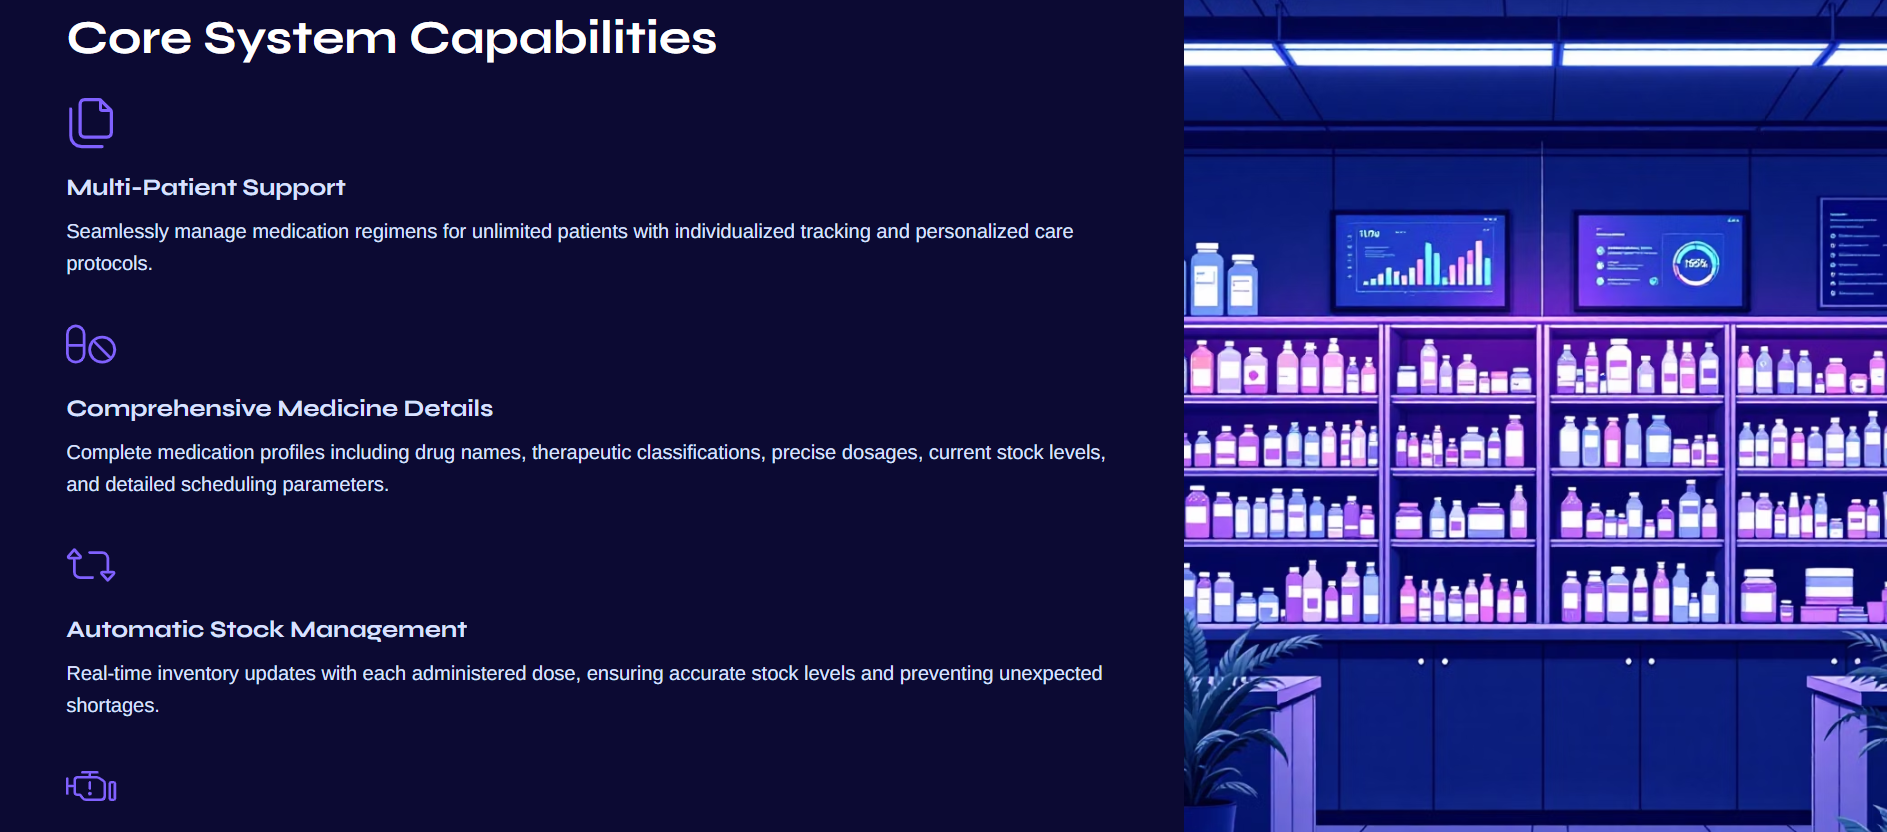 Core System Capabilities
Multi-Patient Support
Seamlessly manage medication regimens for unlimited patients with individualized tracking and personalized care
protocols.
Comprehensive Medicine Details
Complete medication profiles including drug names, therapeutic classifications, precise dosages, current stock levels,
and detailed scheduling parameters.
Automatic Stock Management
Real-time inventory updates with each administered dose, ensuring accurate stock levels and preventing unexpected
shortages.